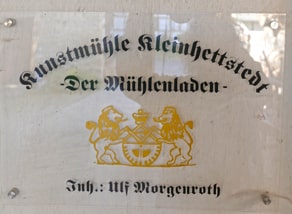 Kunstmühle Kleinhettstedt
-Der Mühlenladen-
Inh.: Ulf Morgenroth